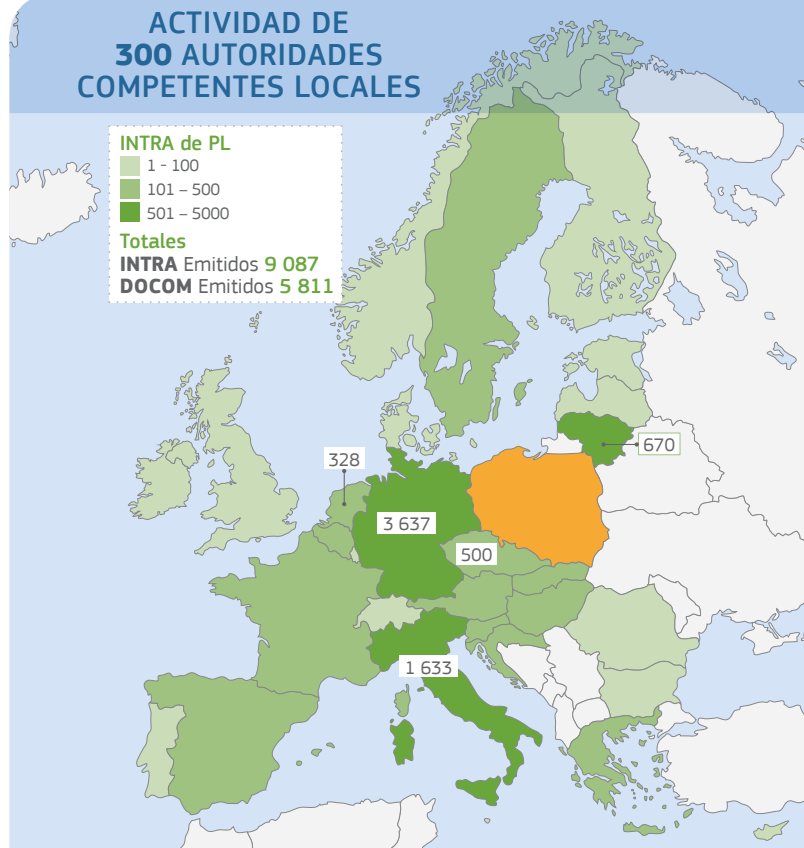 ACTIVIDAD DE
300 AUTORIDADES
COMPETENTES LOCALES
INTRA de PL
1 - 100
101 – 500
501 – 5000
Totales
INTRA Emitidos 9 087
DOCOM Emitidos 5 811
670
328
3 637
500
1 633